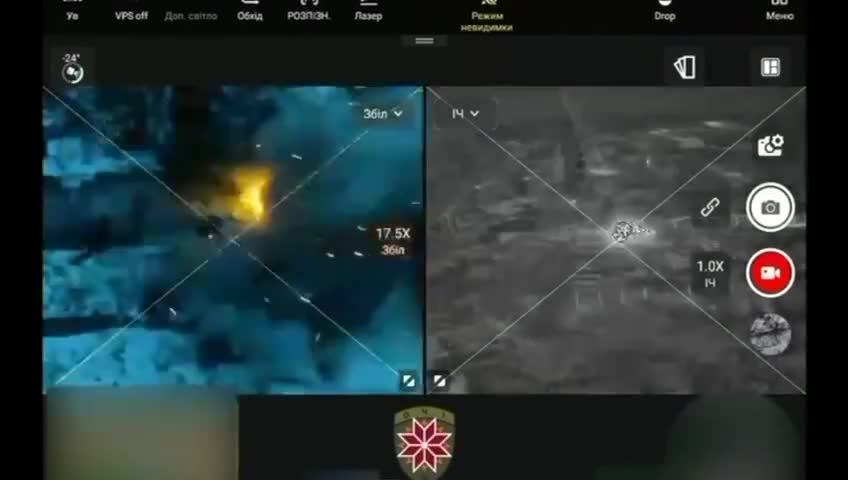 Ув
VPS off
Доп. світло
Обхід
РОЗПІЗН.
Лазер
Режим
невидимки
Drop
Меню
-24°
Збіл
ІЧ
17.5X
Збіл
1.0X
ІЧ
О Ч І